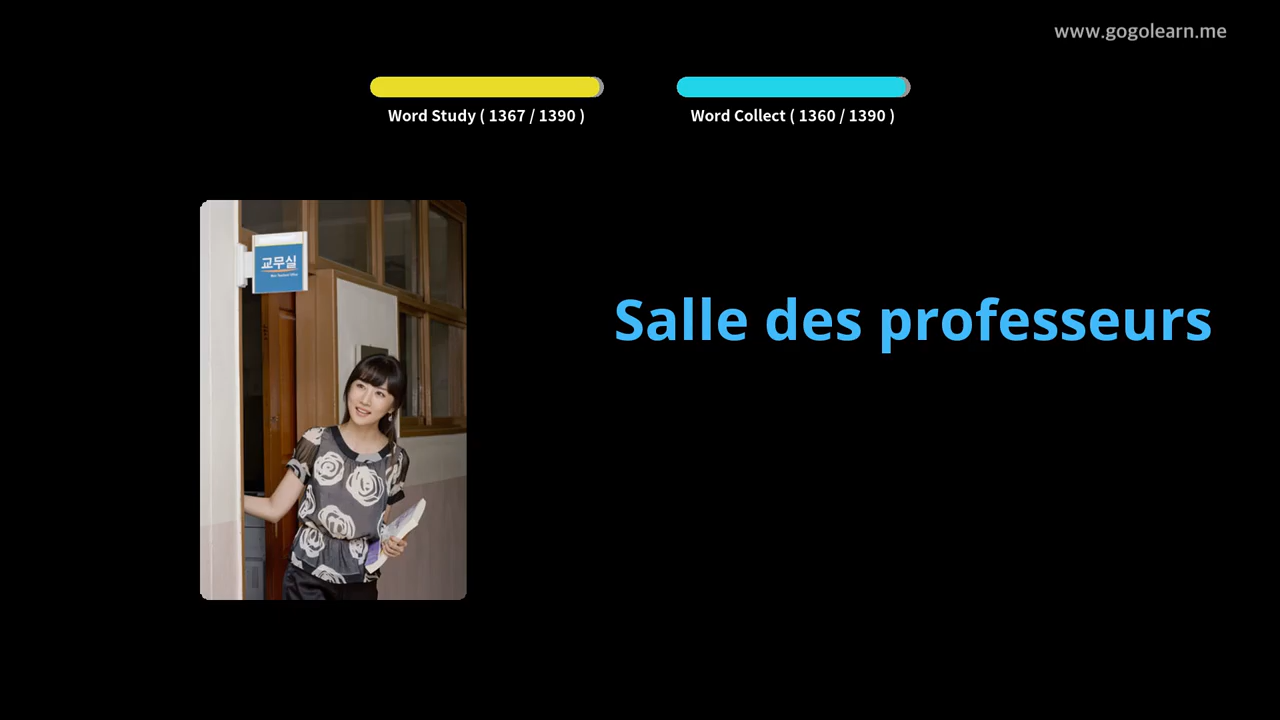 www.gogolearn.me
Word Study ( 1367 / 1390 )
Word Collect ( 1360 / 1390 )
교무실
Salle des professeurs